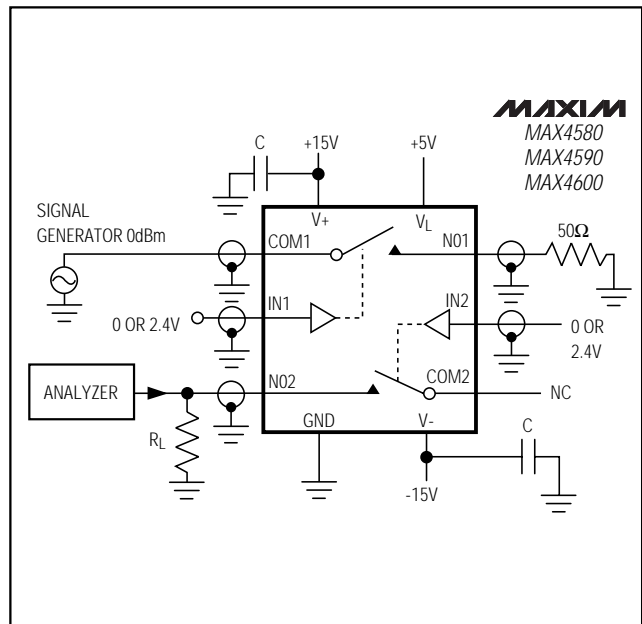 MAXIM
MAX4580
MAX4590
MAX4600
C
+15V
+5V
SIGNAL
GENERATOR 0dBm
V+
VL
50Ω
COM1
N01
IN1
IN2
0 OR 2.4V
0 OR
2.4V
ANALYZER
N02
COM2
NC
RL
GND
V-
C
-15V